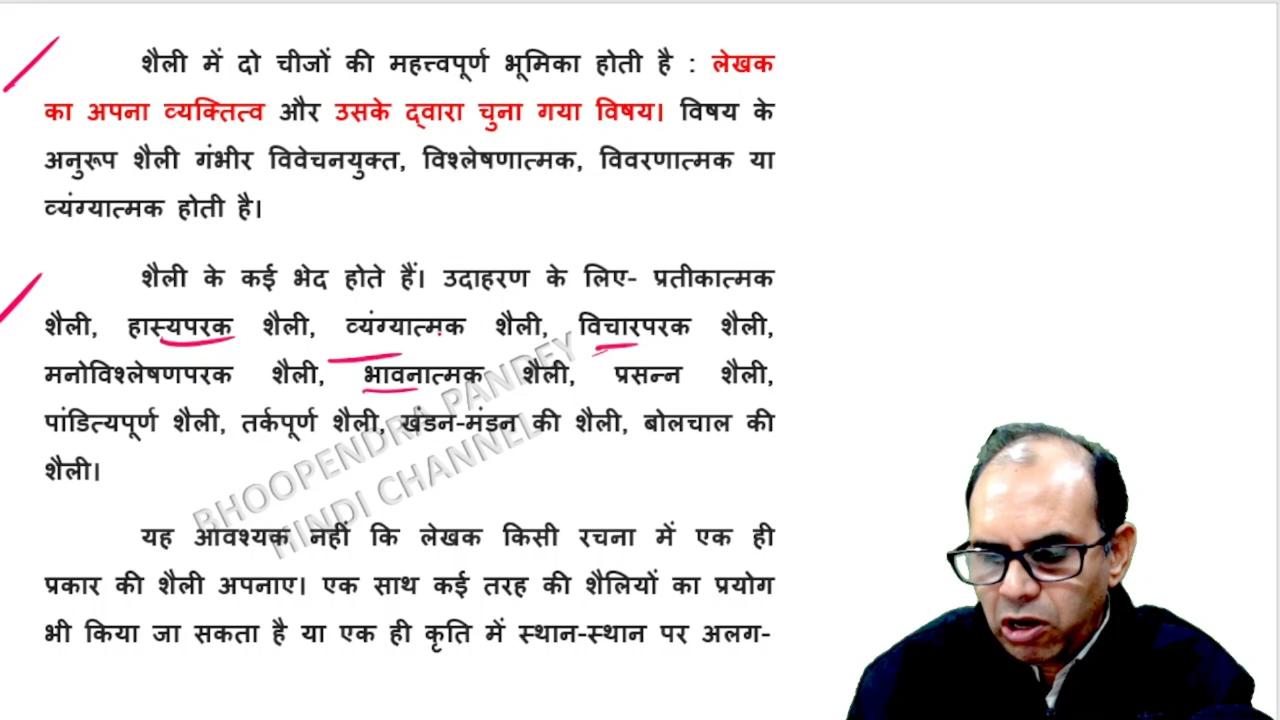 शैली में दो चीजों की महत्त्वपूर्ण भूमिका होती है : लेखक
का अपना व्यक्तित्व और उसके द्वारा चुना गया विषय। विषय के
अनुरूप शैली गंभीर विवेचनयुक्त, विश्लेषणात्मक, विवरणात्मक या
व्यंग्यात्मक होती है।
शैली के कई भेद होते हैं। उदाहरण के लिए- प्रतीकात्मक
शैली, हास्यपरक शैली, व्यंग्यात्मक शैली, विचारपरक शैली,
मनोविश्लेषणपरक शैली, भावनात्मक शैली, प्रसन्न शैली,
पांडित्यपूर्ण शैली, तर्कपूर्ण शैली, खंडन-मंडन की शैली, बोलचाल की
शैली।
यह आवश्यक नहीं कि लेखक किसी रचना में एक ही
प्रकार की शैली अपनाए। एक साथ कई तरह की शैलियों का प्रयोग
भी किया जा सकता है या एक ही कृति में स्थान-स्थान पर अलग-
BHOOPENDRA PANDEY
HINDI CHANNEL